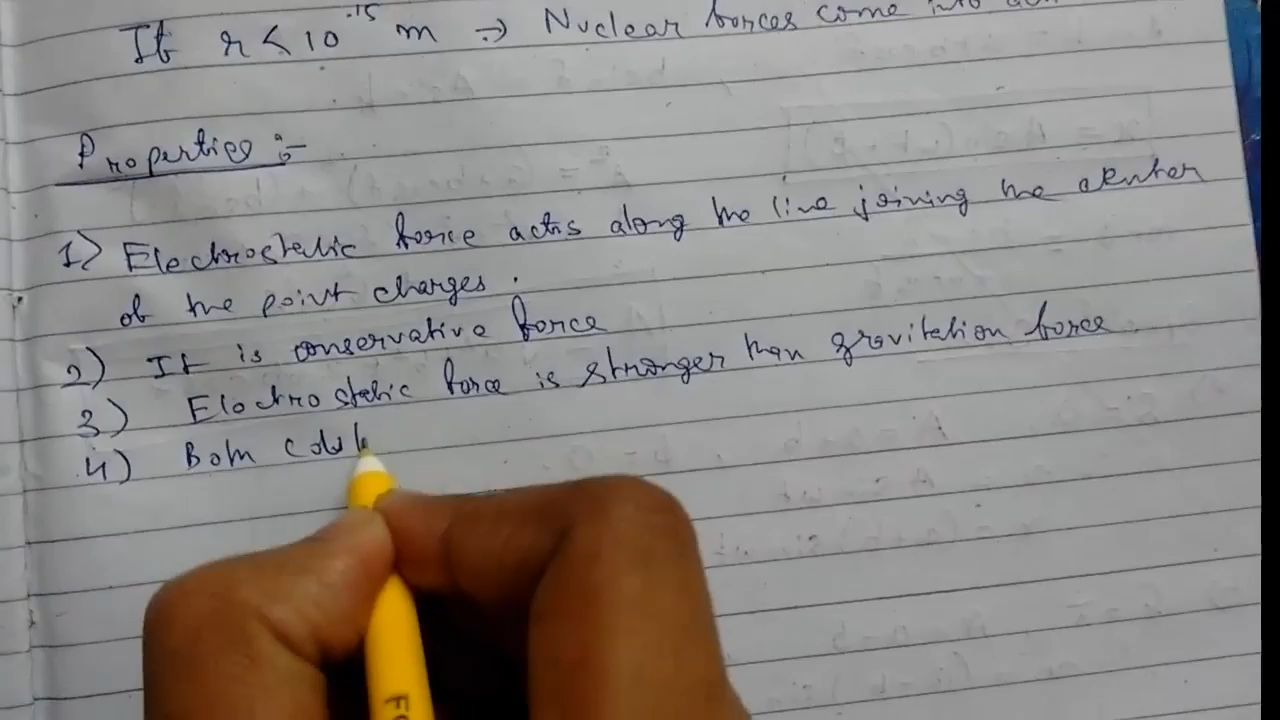 If r < 10^-15 m => Nuclear forces come into
Properties :-
1) Electrostatic force acts along the line joining the center
of the point charges.
2) It is conservative force
3) Electrostatic force is stronger than gravitation force.
4) Both